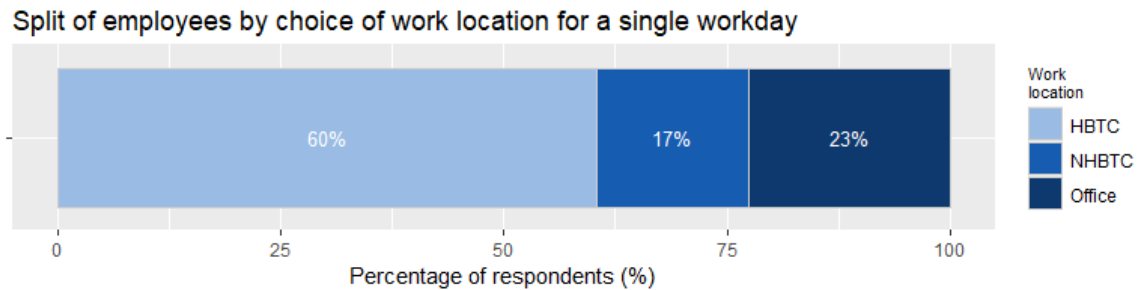 Split of employees by choice of work location for a single workday
60%
17%
23%
0
25
50
75
100
Percentage of respondents (%)
Work
location
HBTC
NHBTC
Office